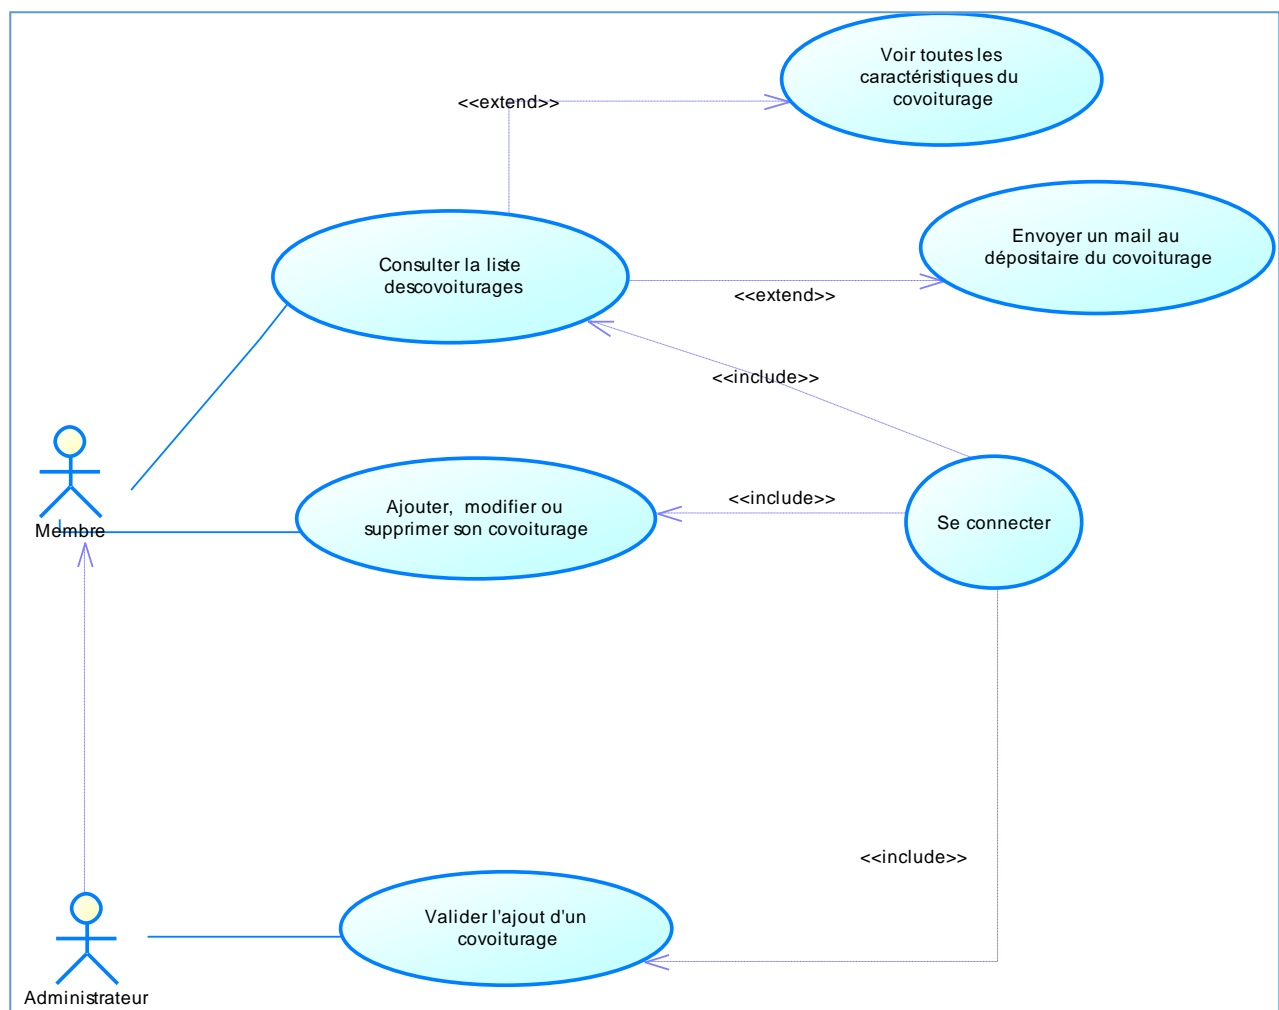 Voir toutes les
caractéristiques du
covoiturage
<<extend>>
Envoyer un mail au
dépositaire du covoiturage
Consulter la liste
descovoiturages
<<extend>>
<<include>>
Ajouter, modifier ou
supprimer son covoiturage
<<include>>
Se connecter
Membre
<<include>>
Valider l'ajout d'un
covoiturage
Administrateur